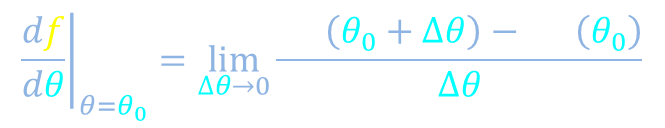 df/dθ|θ=θ₀ = lim Δθ→0 (θ₀ + Δθ) − (θ₀) / Δθ